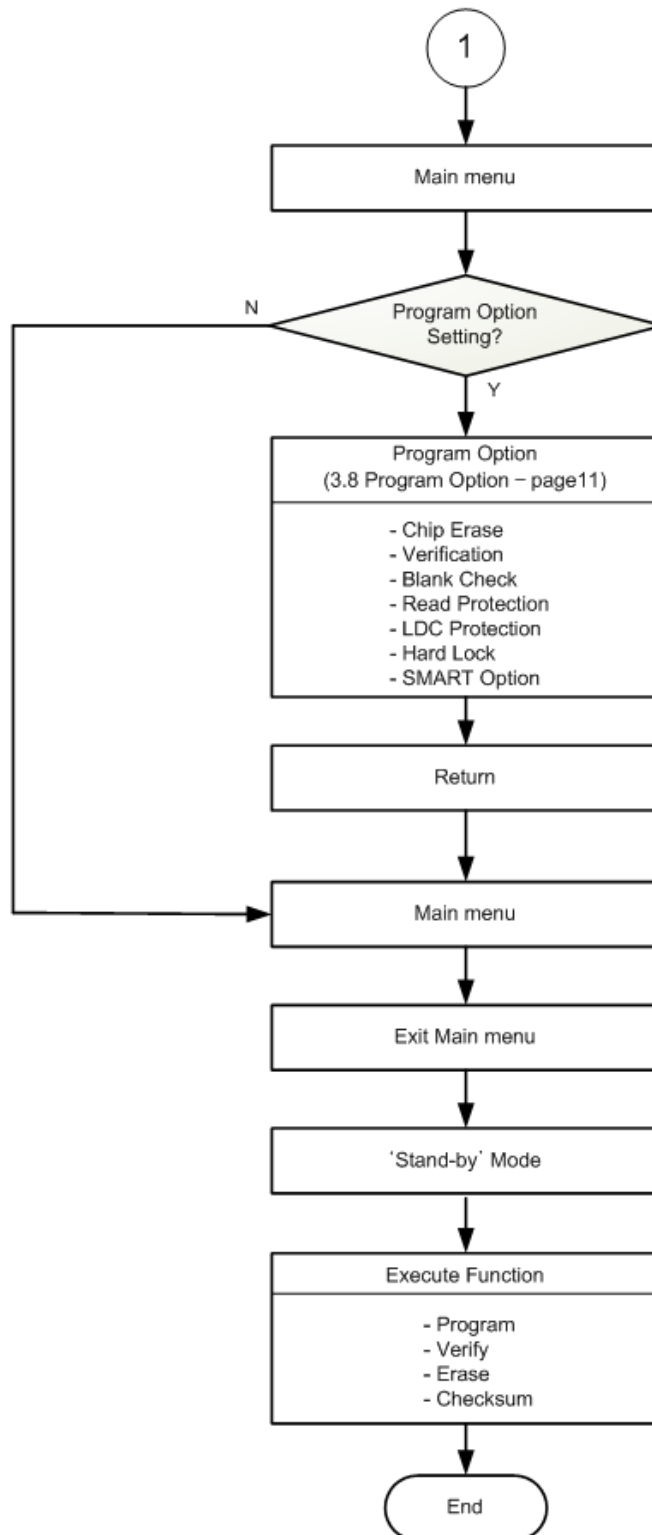 1
Main menu
Program Option
Setting?
N
Y
Program Option
(3.8 Program Option – page11)
- Chip Erase
- Verification
- Blank Check
- Read Protection
- LDC Protection
- Hard Lock
- SMART Option
Return
Main menu
Exit Main menu
'Stand-by' Mode
Execute Function
- Program
- Verify
- Erase
- Checksum
End